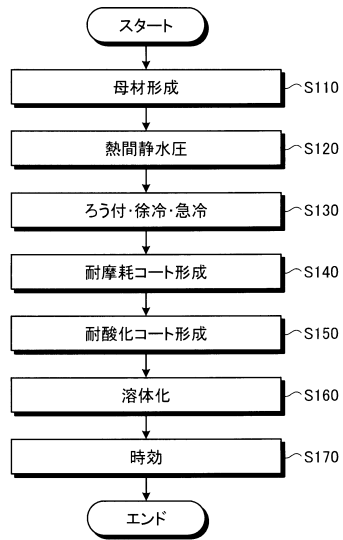 スタート
母材形成 S110
熱間静水圧 S120
ろう付・徐冷・急冷 S130
耐摩耗コート形成 S140
耐酸化コート形成 S150
溶体化 S160
時効 S170
エンド